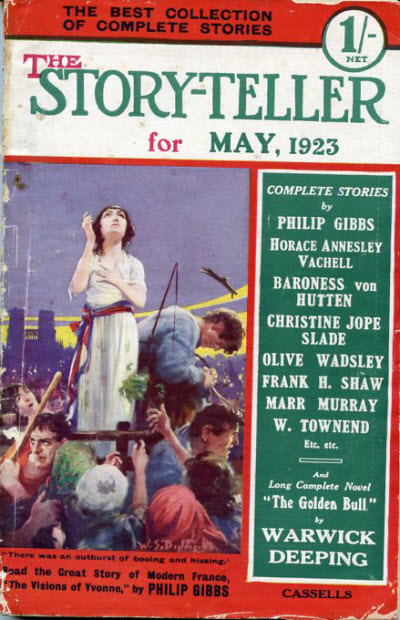 THE BEST COLLECTION
OF COMPLETE STORIES
1/-
NET
THE
STORY-TELLER
for MAY, 1923
COMPLETE STORIES
by
PHILIP GIBBS
HORACE ANNESLEY
VACHELL
BARONESS von
HUTTEN
CHRISTINE JOPE
SLADE
OLIVE WADSLEY
FRANK H. SHAW
MARR MURRAY
W. TOWNEND
Etc. etc.
And
Long Complete Novel
"The Golden Bull"
by
WARWICK
DEEPING
"There was an outburst of booing and hissing."
Read the Great Story of Modern France,
"The Visions of Yvonne," by PHILIP GIBBS
CASSELLS